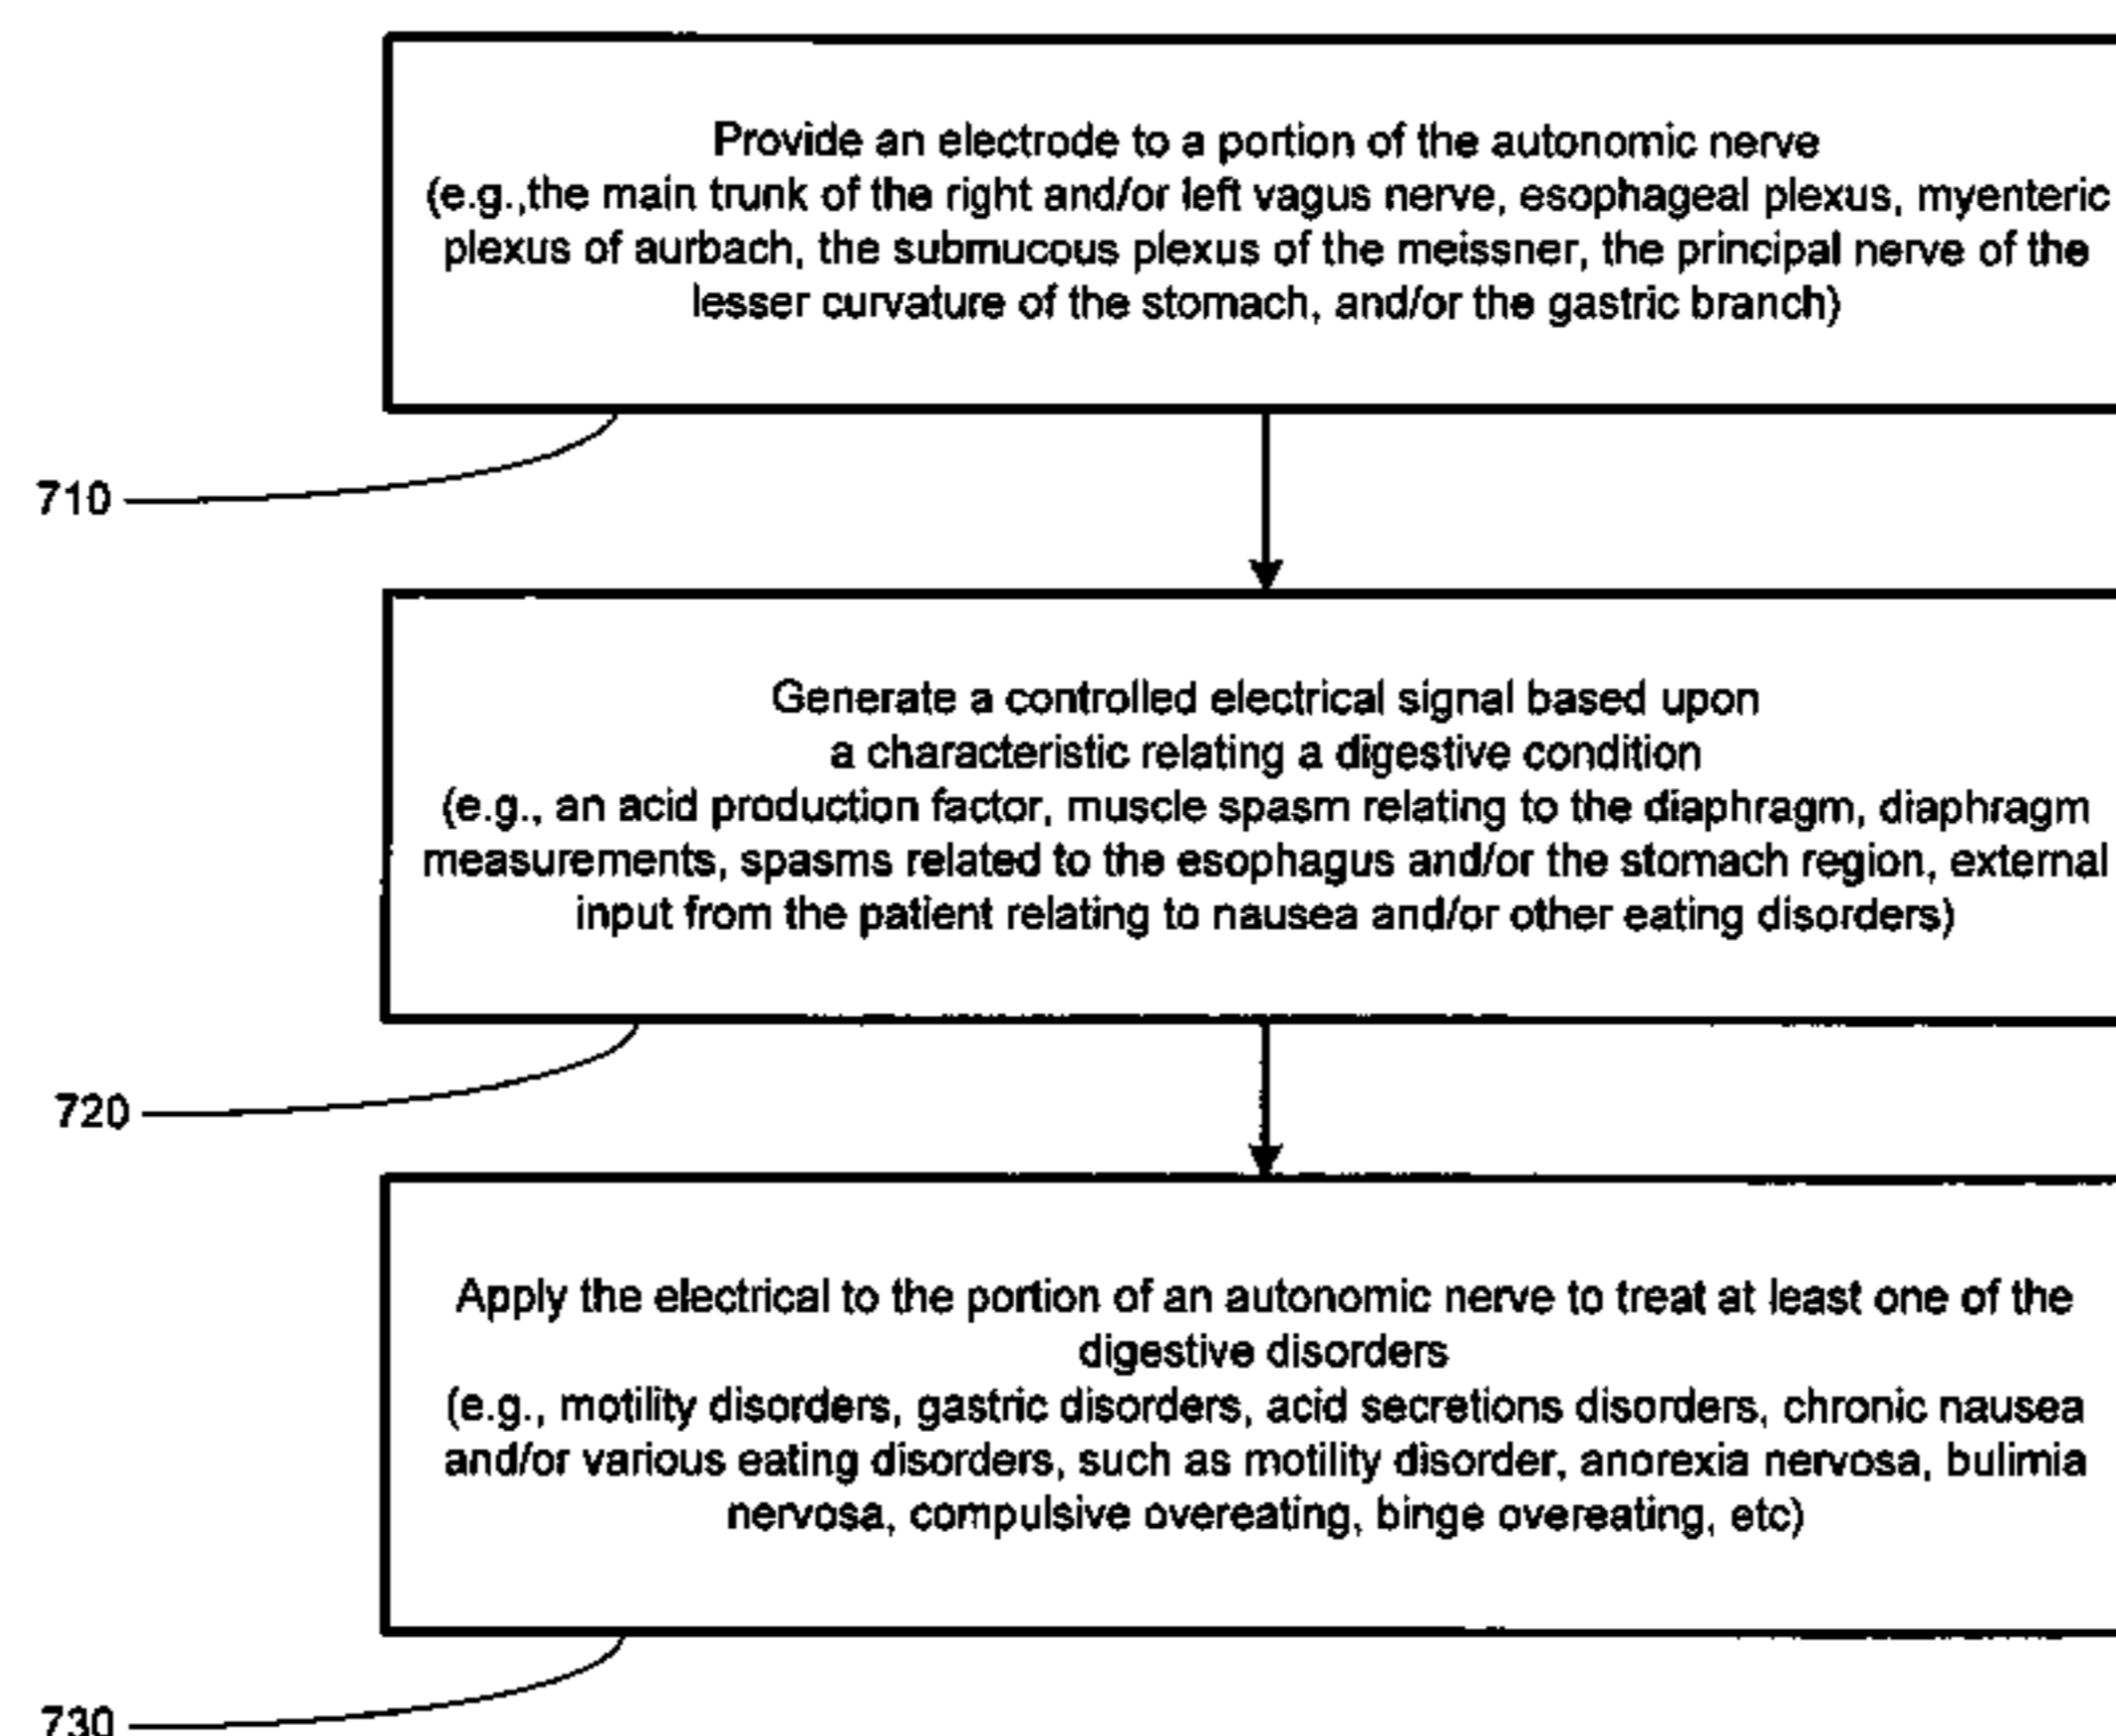 Provide an electrode to a portion of the autonomic nerve
(e.g.,the main trunk of the right and/or left vagus nerve, esophageal plexus, myenteric
plexus of aurbach, the submucous plexus of the meissner, the principal nerve of the
lesser curvature of the stomach, and/or the gastric branch)
710
Generate a controlled electrical signal based upon
a characteristic relating a digestive condition
(e.g., an acid production factor, muscle spasm relating to the diaphragm, diaphragm
measurements, spasms related to the esophagus and/or the stomach region, external
input from the patient relating to nausea and/or other eating disorders)
720
Apply the electrical to the portion of an autonomic nerve to treat at least one of the
digestive disorders
(e.g., motility disorders, gastric disorders, acid secretions disorders, chronic nausea
and/or various eating disorders, such as motility disorder, anorexia nervosa, bulimia
nervosa, compulsive overeating, binge overeating, etc)
730